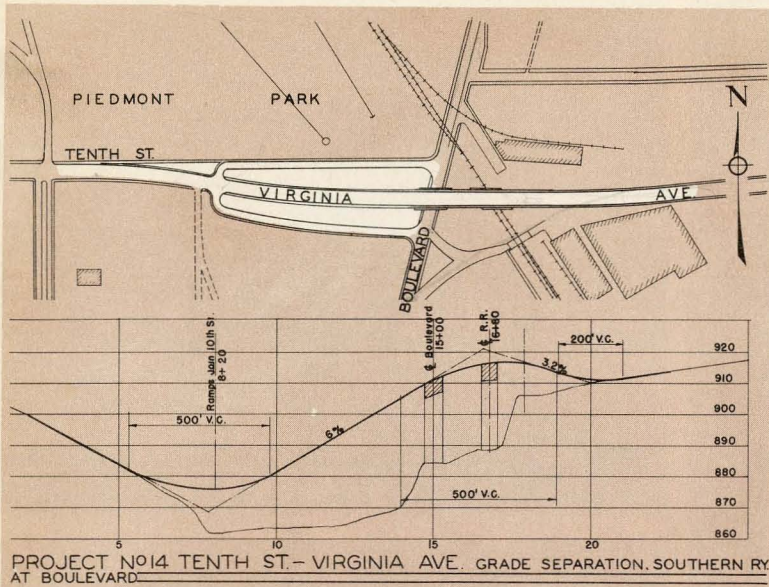 PIEDMONT PARK
N
TENTH ST.
VIRGINIA AVE.
BOULEVARD
Ramps Join 10th St.
8+20
℄ Boulevard
15+00
℄ R.R.
16+80
200' V.C.
500' V.C.
6%
3.2%
500' V.C.
920
910
900
890
880
870
860
5 10 15 20
PROJECT No 14 TENTH ST.- VIRGINIA AVE. GRADE SEPARATION, SOUTHERN RY.
AT BOULEVARD